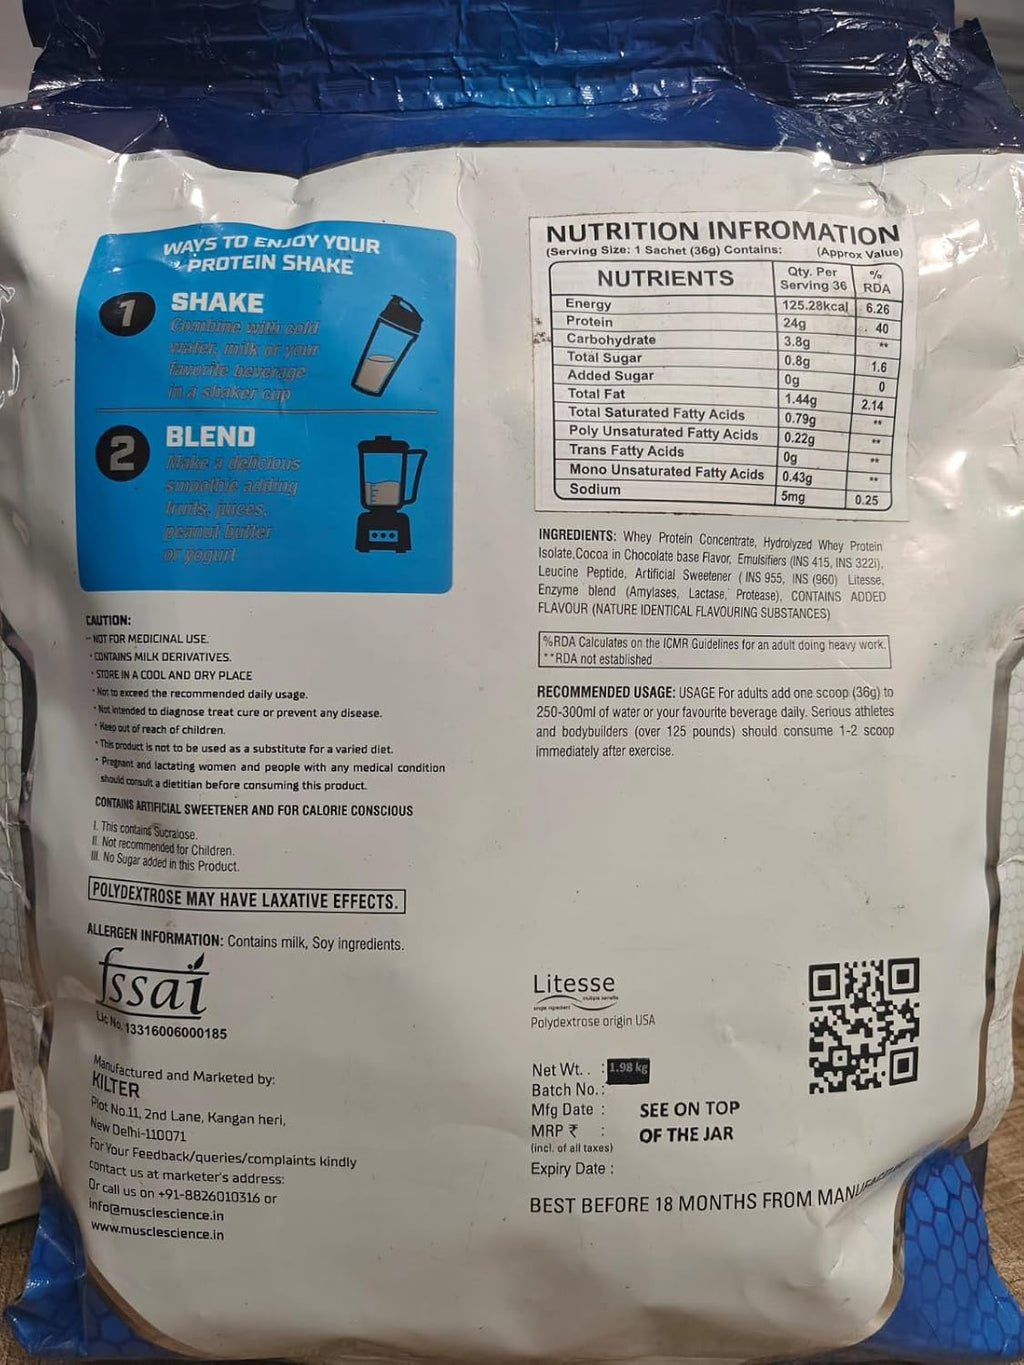 WAYS TO ENJOY YOUR
PROTEIN SHAKE
1 SHAKE
Combine with cold
water, milk or your
favorite beverage
in a shaker cup
2 BLEND
Make a delicious
smoothie adding
fruits, juices,
peanut butter
or yogurt
CAUTION:
- NOT FOR MEDICINAL USE.
• CONTAINS MILK DERIVATIVES.
• STORE IN A COOL AND DRY PLACE
• Not to exceed the recommended daily usage.
• Not intended to diagnose treat cure or prevent any disease.
• Keep out of reach of children.
• This product is not to be used as a substitute for a varied diet.
• Pregnant and lactating women and people with any medical condition
should consult a dietitian before consuming this product.
CONTAINS ARTIFICIAL SWEETENER AND FOR CALORIE CONSCIOUS
I. This contains Sucralose.
II. Not recommended for Children.
III. No Sugar added in this Product.
POLYDEXTROSE MAY HAVE LAXATIVE EFFECTS.
ALLERGEN INFORMATION: Contains milk, Soy ingredients.
fssai
Lic No. 13316006000185
Manufactured and Marketed by:
KILTER
Plot No.11, 2nd Lane, Kangan heri,
New Delhi-110071
For Your Feedback/queries/complaints kindly
contact us at marketer's address:
Or call us on +91-8826010316 or
info@musclescience.in
www.musclescience.in
NUTRITION INFROMATION
(Serving Size: 1 Sachet (36g) Contains: (Approx Value)
NUTRIENTS Qty. Per Serving 36 % RDA
Energy 125.28kcal 6.26
Protein 24g 40
Carbohydrate 3.8g **
Total Sugar 0.8g 1.6
Added Sugar 0g 0
Total Fat 1.44g 2.14
Total Saturated Fatty Acids 0.79g **
Poly Unsaturated Fatty Acids 0.22g **
Trans Fatty Acids 0g **
Mono Unsaturated Fatty Acids 0.43g **
Sodium 5mg 0.25
INGREDIENTS: Whey Protein Concentrate, Hydrolyzed Whey Protein
Isolate,Cocoa in Chocolate base Flavor, Emulsifiers (INS 415, INS 322i),
Leucine Peptide, Artificial Sweetener ( INS 955, INS (960) Litesse,
Enzyme blend (Amylases, Lactase, Protease), CONTAINS ADDED
FLAVOUR (NATURE IDENTICAL FLAVOURING SUBSTANCES)
%RDA Calculates on the ICMR Guidelines for an adult doing heavy work.
**RDA not established
RECOMMENDED USAGE: USAGE For adults add one scoop (36g) to
250-300ml of water or your favourite beverage daily. Serious athletes
and bodybuilders (over 125 pounds) should consume 1-2 scoop
immediately after exercise.
Litesse
single ingredient multiple benefits
Polydextrose origin USA
Net Wt. . : 1.98 kg
Batch No. :
Mfg Date :
MRP ₹ :
(incl. of all taxes)
Expiry Date :
SEE ON TOP
OF THE JAR
BEST BEFORE 18 MONTHS FROM